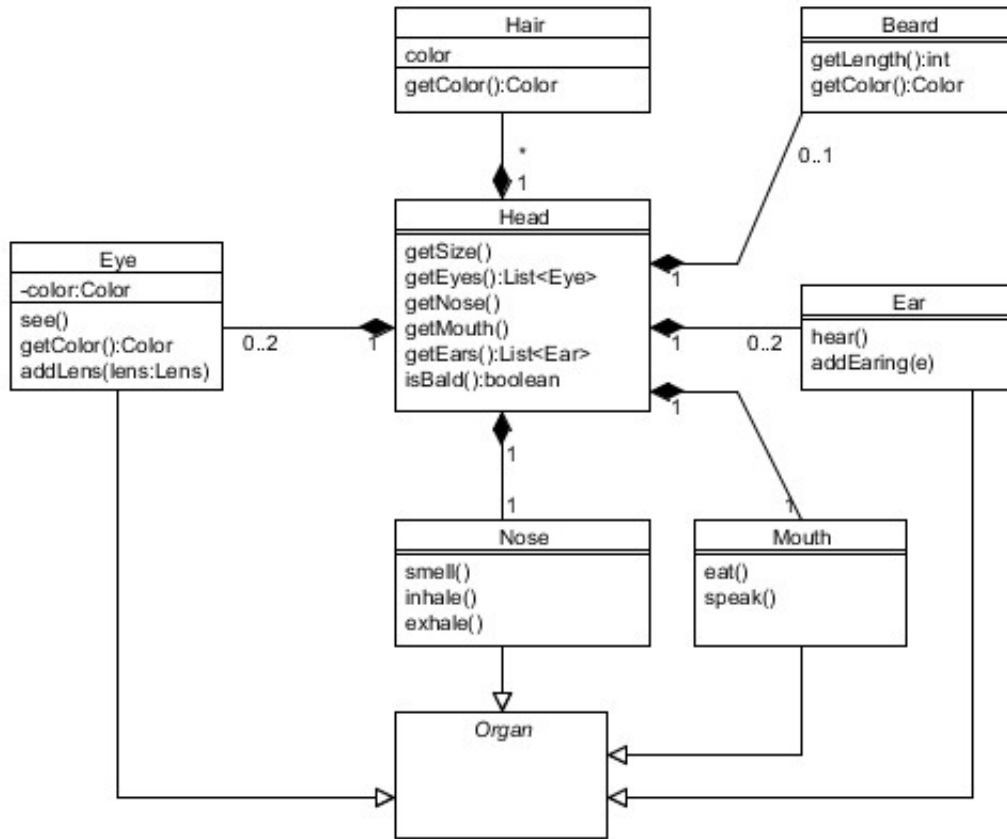 Hair
color
getColor():Color
Beard
getLength():int
getColor():Color
*
1
0..1
1
Head
getSize()
getEyes():List<Eye>
getNose()
getMouth()
getEars():List<Ear>
isBald():boolean
Eye
-color:Color
see()
getColor():Color
addLens(lens:Lens)
0..2
1
1
0..2
Ear
hear()
addEaring(e)
1
1
1
1
Nose
smell()
inhale()
exhale()
Mouth
eat()
speak()
Organ